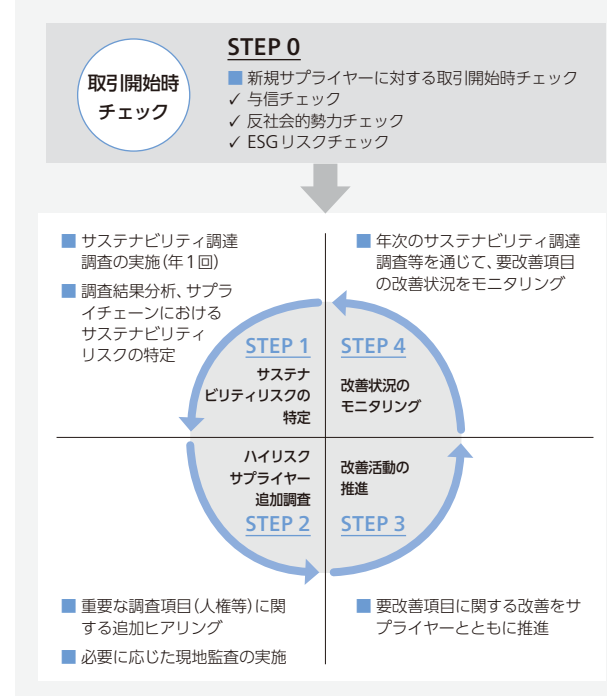 取引開始時
チェック
STEP 0
■ 新規サプライヤーに対する取引開始時チェック
✓ 与信チェック
✓ 反社会的勢力チェック
✓ ESGリスクチェック
■ サステナビリティ調達
調査の実施(年1回)
■ 調査結果分析、サプラ
イチェーンにおける
サステナビリティ
リスクの特定
STEP 1
サステナ
ビリティリスクの
特定
■ 年次のサステナビリティ調達
調査等を通じて、要改善項目
の改善状況をモニタリング
STEP 4
改善状況の
モニタリング
ハイリスク
サプライヤー
追加調査
STEP 2
■ 重要な調査項目(人権等)に関
する追加ヒアリング
■ 必要に応じた現地監査の実施
改善活動の
推進
STEP 3
■ 要改善項目に関する改善をサ
プライヤーとともに推進